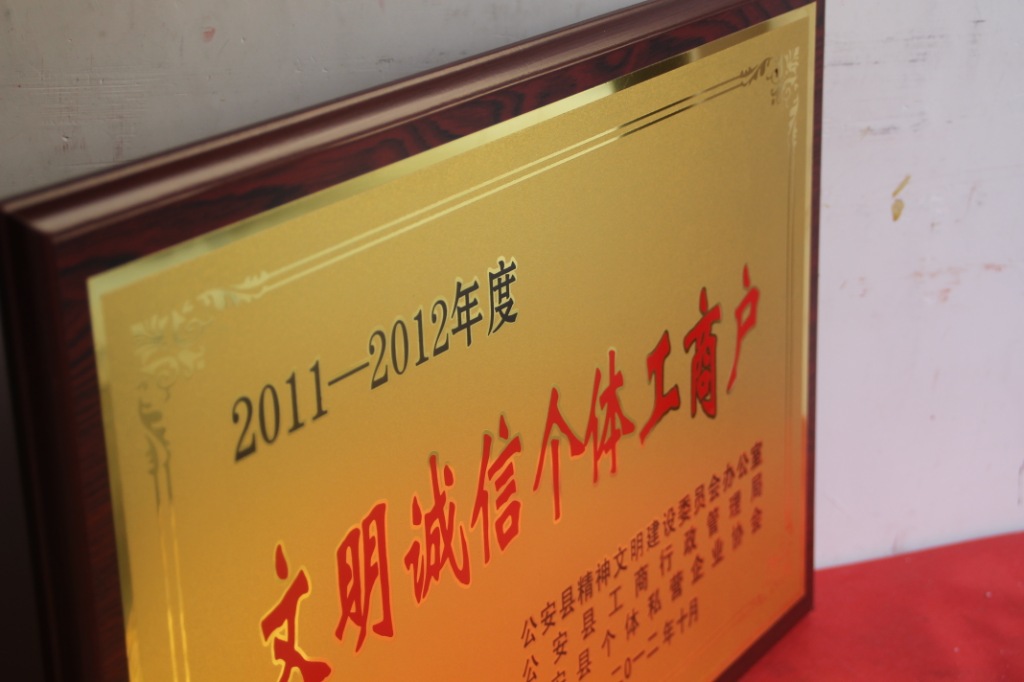 2011—2012年度
文明诚信个体工商户
公安县精神文明建设委员会办公室
公安县工商行政管理局
公安县个体私营企业协会
二〇一二年十月